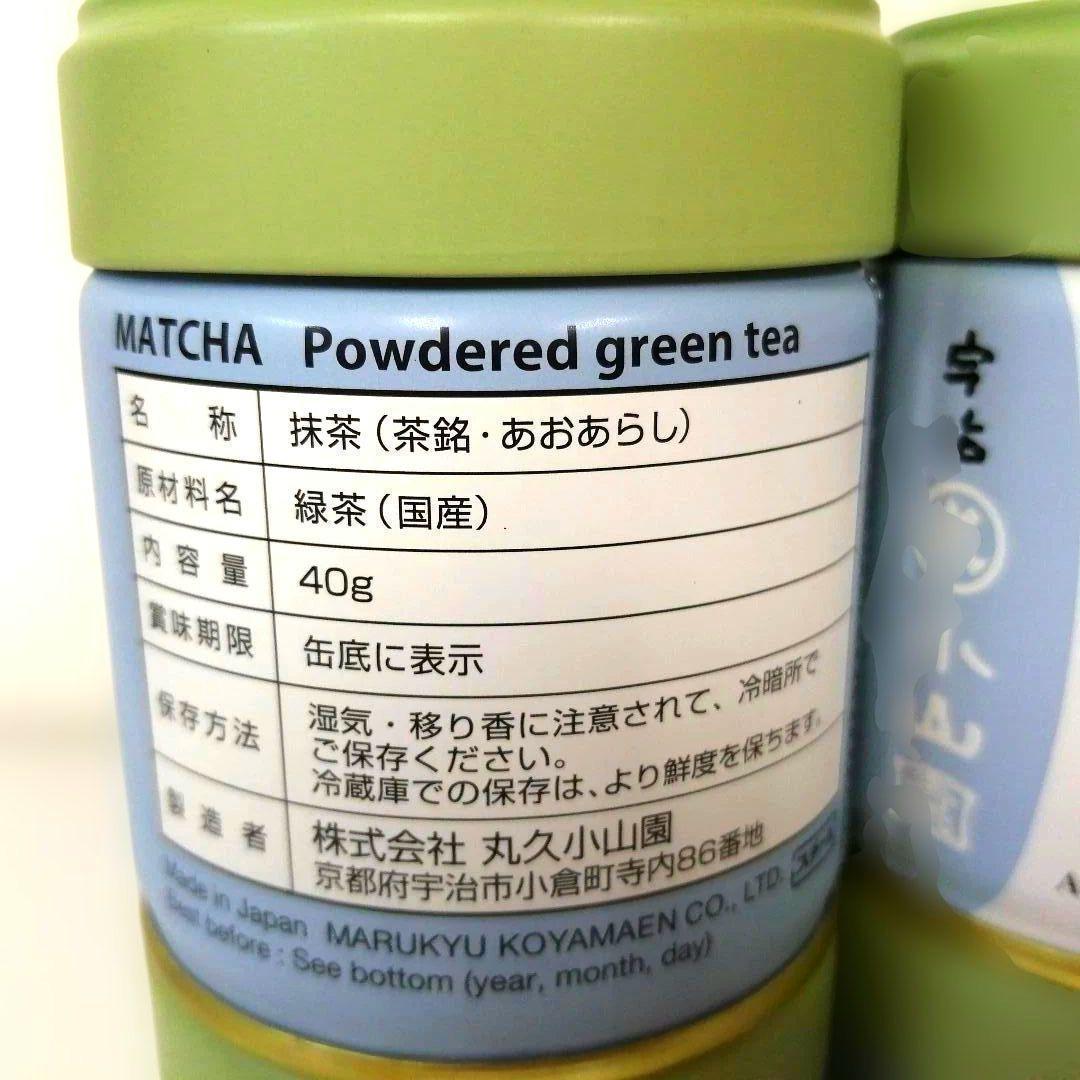 MATCHA Powdered green tea
名称 抹茶（茶銘・あおあらし）
原材料名 緑茶（国産）
内容量 40g
賞味期限 缶底に表示
保存方法 湿気・移り香に注意されて、冷暗所で
ご保存ください。
冷蔵庫での保存は、より鮮度を保ちます。
製造者 株式会社 丸久小山園
京都府宇治市小倉町寺内86番地
スチール
Made in Japan MARUKYU KOYAMAEN CO., LTD.
Best before : See bottom (year, month, day)
宇治
山園